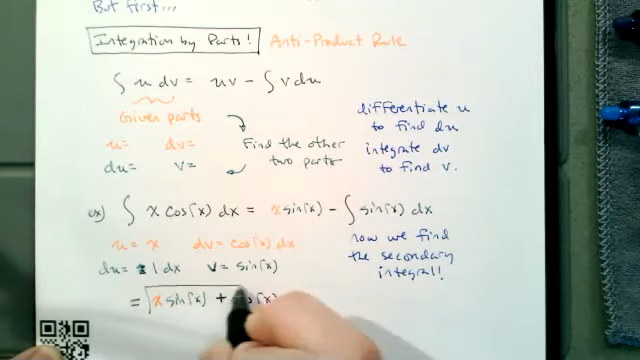 But first...
Integration by Parts! Anti-Product Rule
∫ u dv = uv - ∫ v du
Given parts
u= dv=
du= v=
Find the other
two parts
differentiate u
to find du
integrate dv
to find v.
ex) ∫ x cos(x) dx = x sin(x) - ∫ sin(x) dx
u = x dv = cos(x) dx
du = 1 dx v = sin(x)
now we find
the secondary
integral!
= x sin(x) +